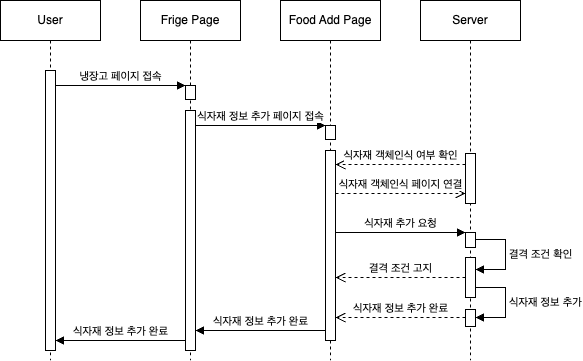 User
Frige Page
Food Add Page
Server
냉장고 페이지 접속
식자재 정보 추가 페이지 접속
식자재 객체인식 여부 확인
식자재 객체인식 페이지 연결
식자재 추가 요청
결격 조건 확인
결격 조건 고지
식자재 정보 추가
식자재 정보 추가 완료
식자재 정보 추가 완료
식자재 정보 추가 완료